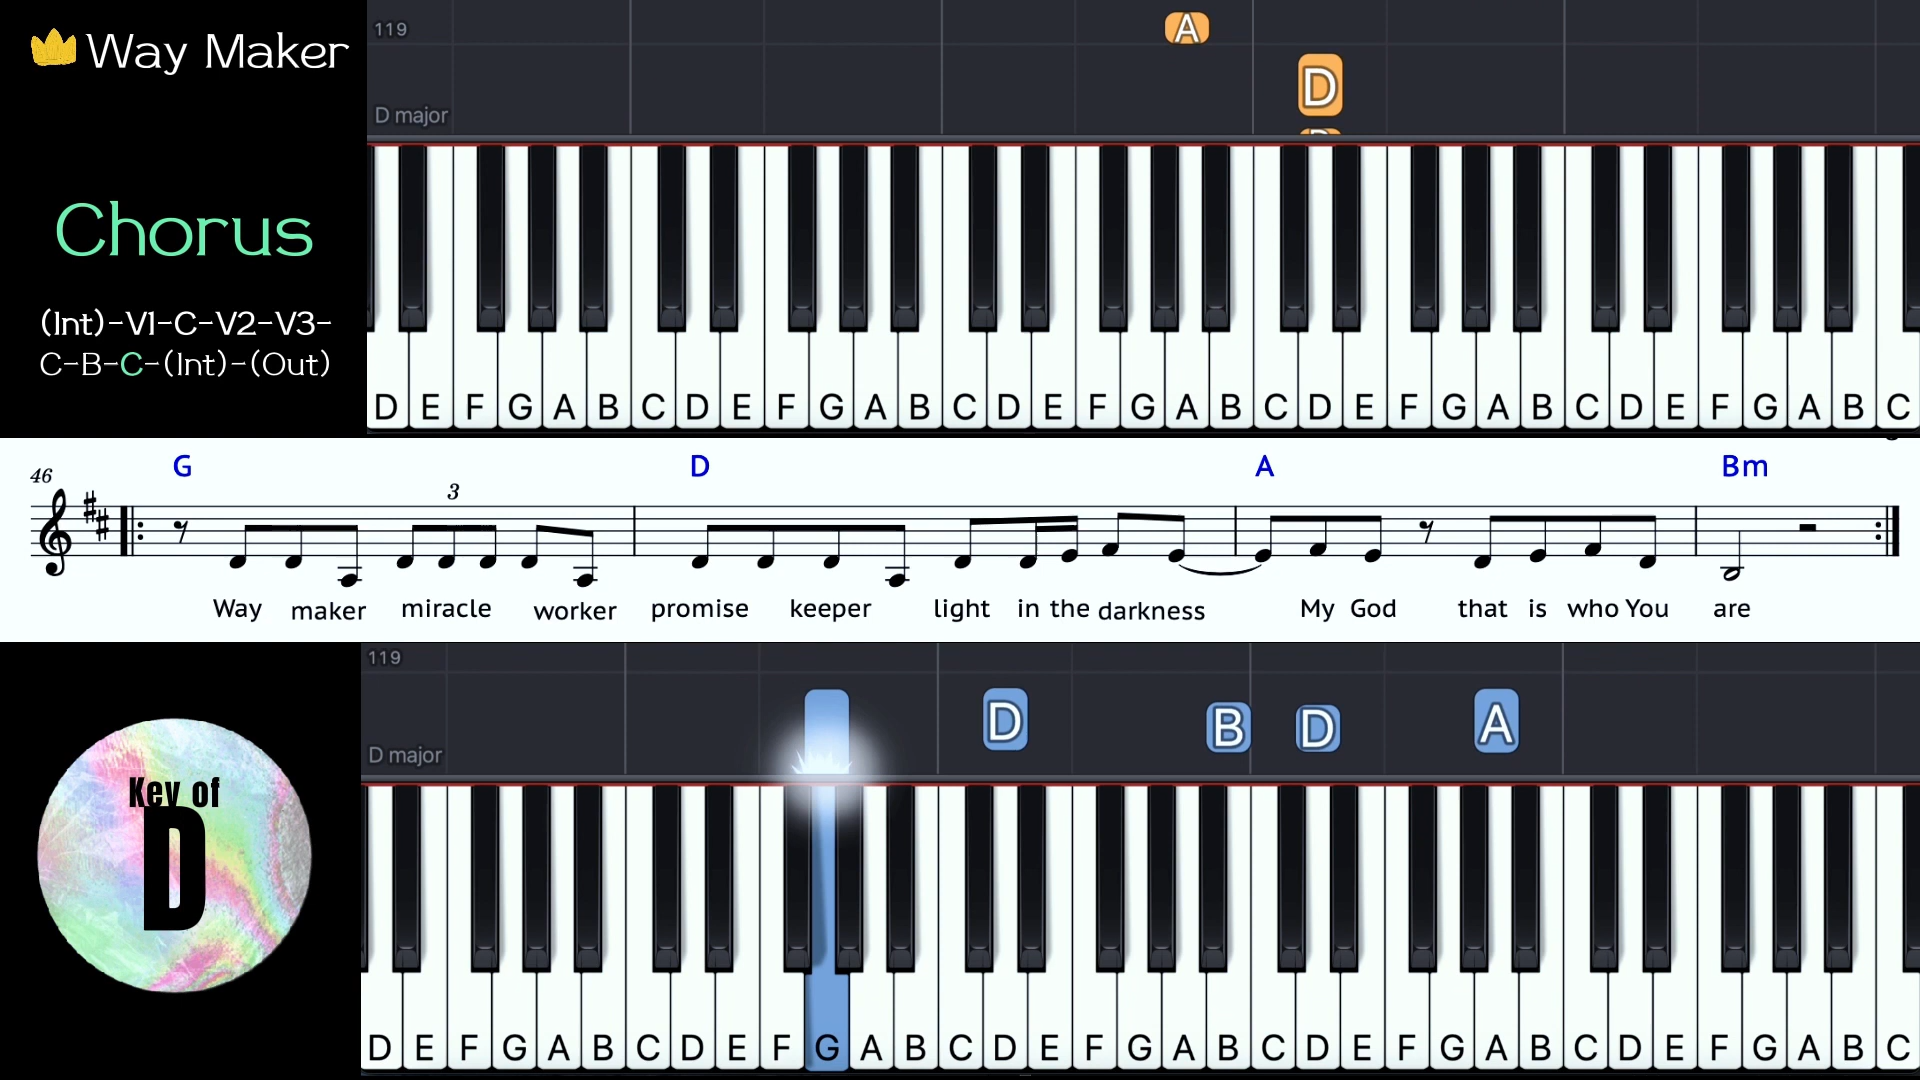 Way Maker
Chorus
(Int)-V1-C-V2-V3-
C-B-C-(Int)-(Out)
119
A
D
D major
D E F G A B C D E F G A B C D E F G A B C D E F G A B C D E F G A B C
46
G D A Bm
3
Way maker miracle worker promise keeper light in the darkness My God that is who You are
Key of
D
119
D B D A
D major
D E F G A B C D E F G A B C D E F G A B C D E F G A B C D E F G A B C